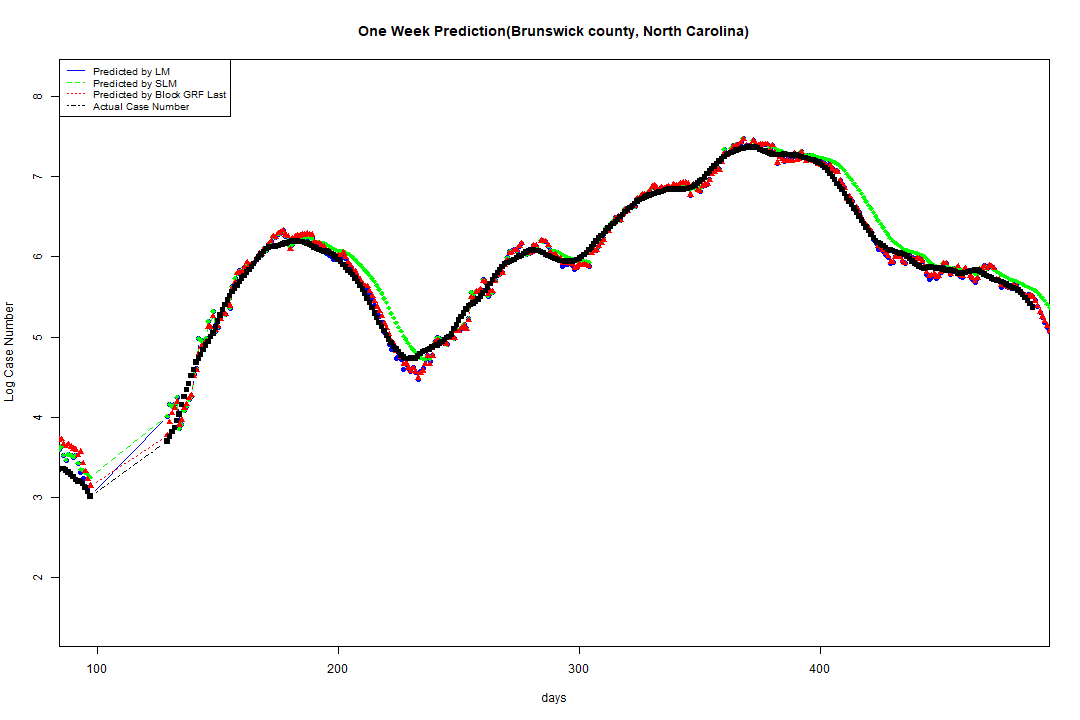 One Week Prediction(Brunswick county, North Carolina)
Predicted by LM
Predicted by SLM
Predicted by Block GRF Last
Actual Case Number
8
7
6
5
4
3
2
Log Case Number
100 200 300 400
days